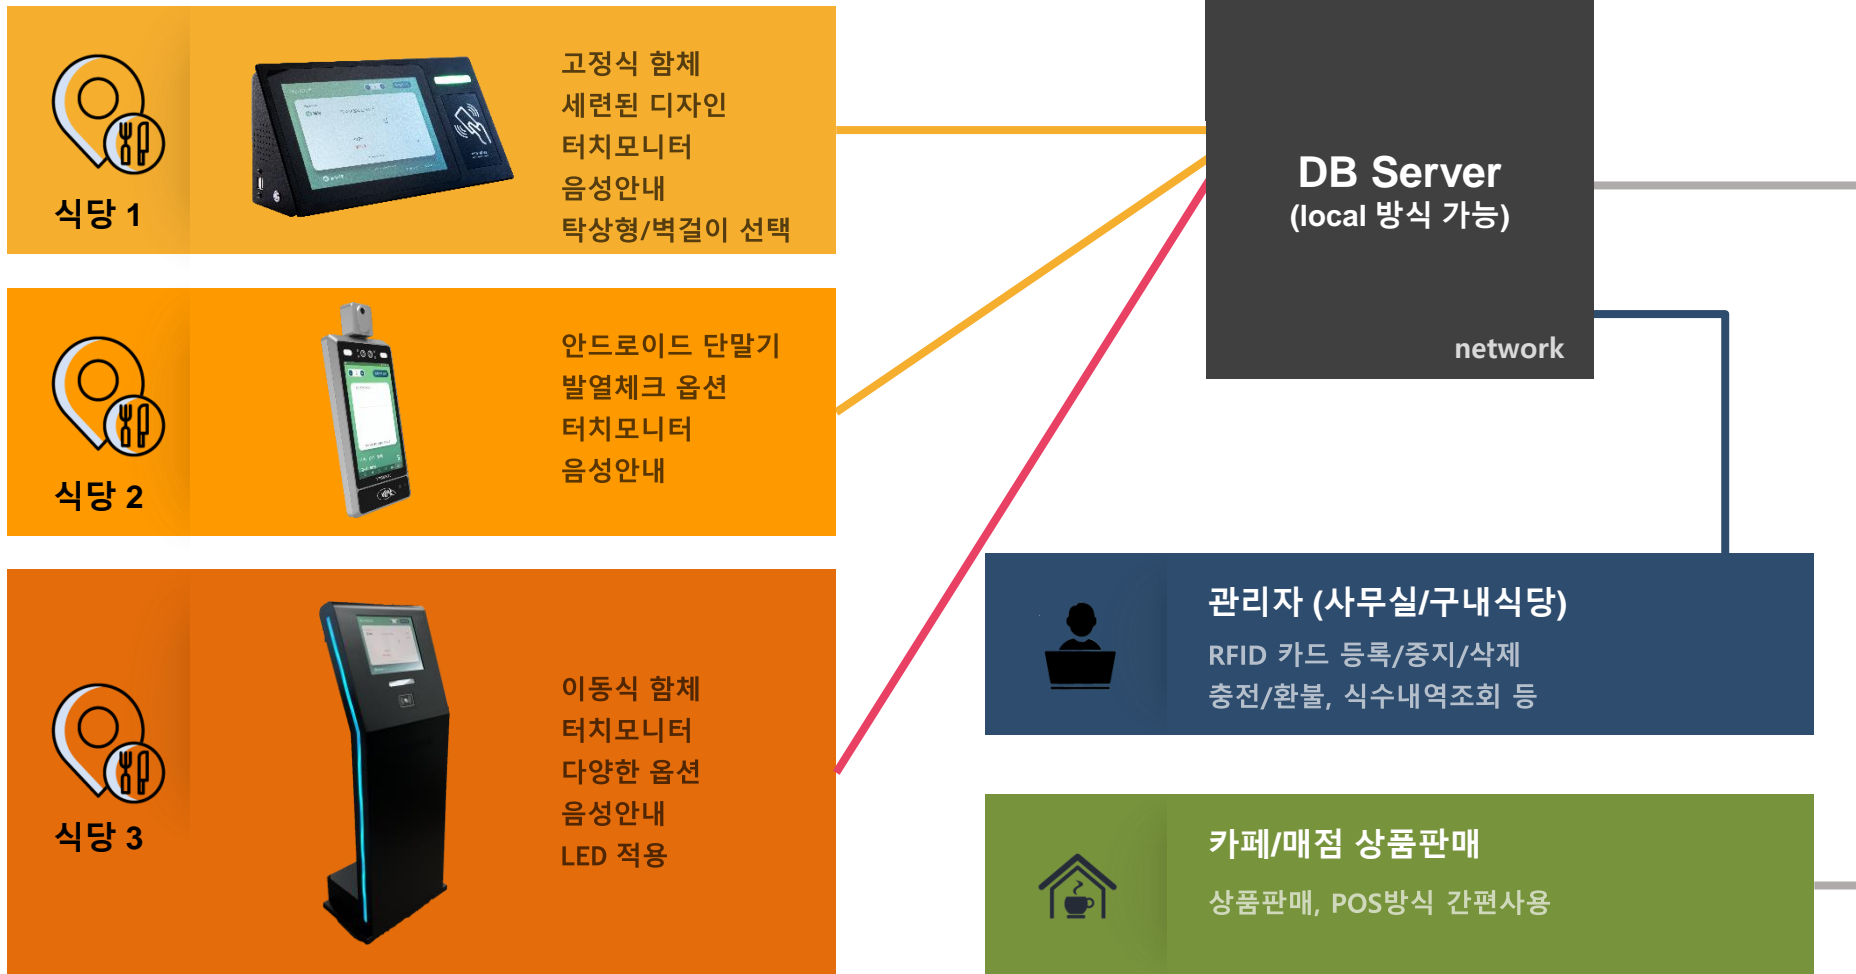 식당 1
고정식 함체
세련된 디자인
터치모니터
음성안내
탁상형/벽걸이 선택
식당 2
안드로이드 단말기
발열체크 옵션
터치모니터
음성안내
식당 3
이동식 함체
터치모니터
다양한 옵션
음성안내
LED 적용
DB Server
(local 방식 가능)
network
관리자 (사무실/구내식당)
RFID 카드 등록/중지/삭제
충전/환불, 식수내역조회 등
카페/매점 상품판매
상품판매, POS방식 간편사용